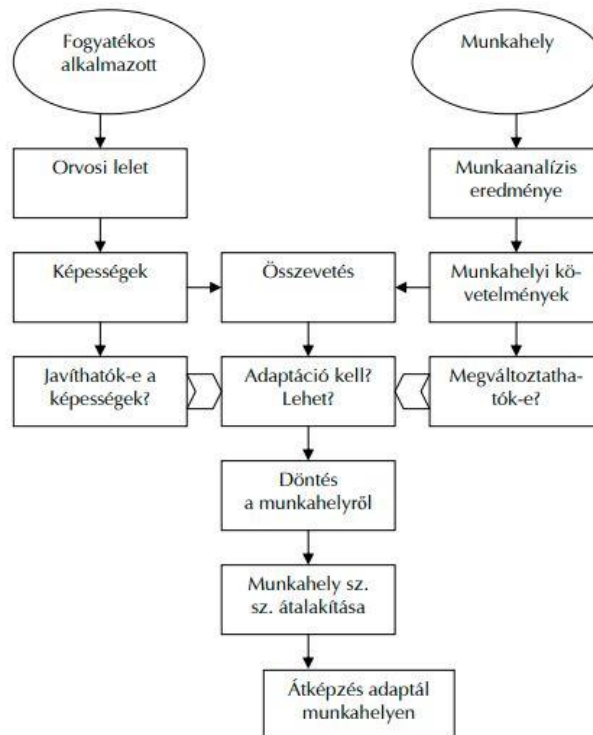 Fogyatékos
alkalmazott
Munkahely
Orvosi lelet
Munkaanalízis
eredménye
Képességek
Összevetés
Munkahelyi kö-
vetelmények
Javíthatók-e a
képességek?
Adaptáció kell?
Lehet?
Megváltoztatha-
tók-e?
Döntés
a munkahelyről
Munkahely sz.
sz. átalakítása
Átképzés adaptál
munkahelyen